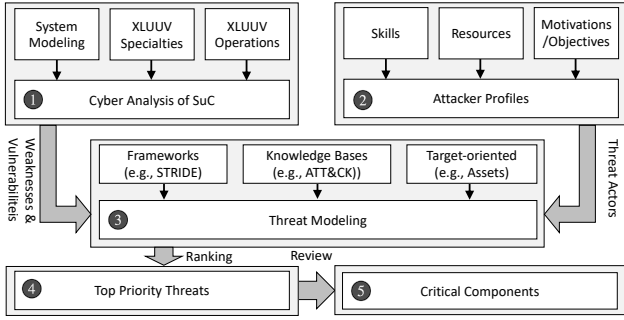 System
Modeling
XLUUV
Specialties
XLUUV
Operations
1
Cyber Analysis of SuC
Skills
Resources
Motivations
/Objectives
2
Attacker Profiles
Weaknesses &
Vulnerabiliteis
Threat Actors
Frameworks
(e.g., STRIDE)
Knowledge Bases
(e.g., ATT&CK))
Target-oriented
(e.g., Assets)
3
Threat Modeling
Ranking
Review
4
Top Priority Threats
5
Critical Components